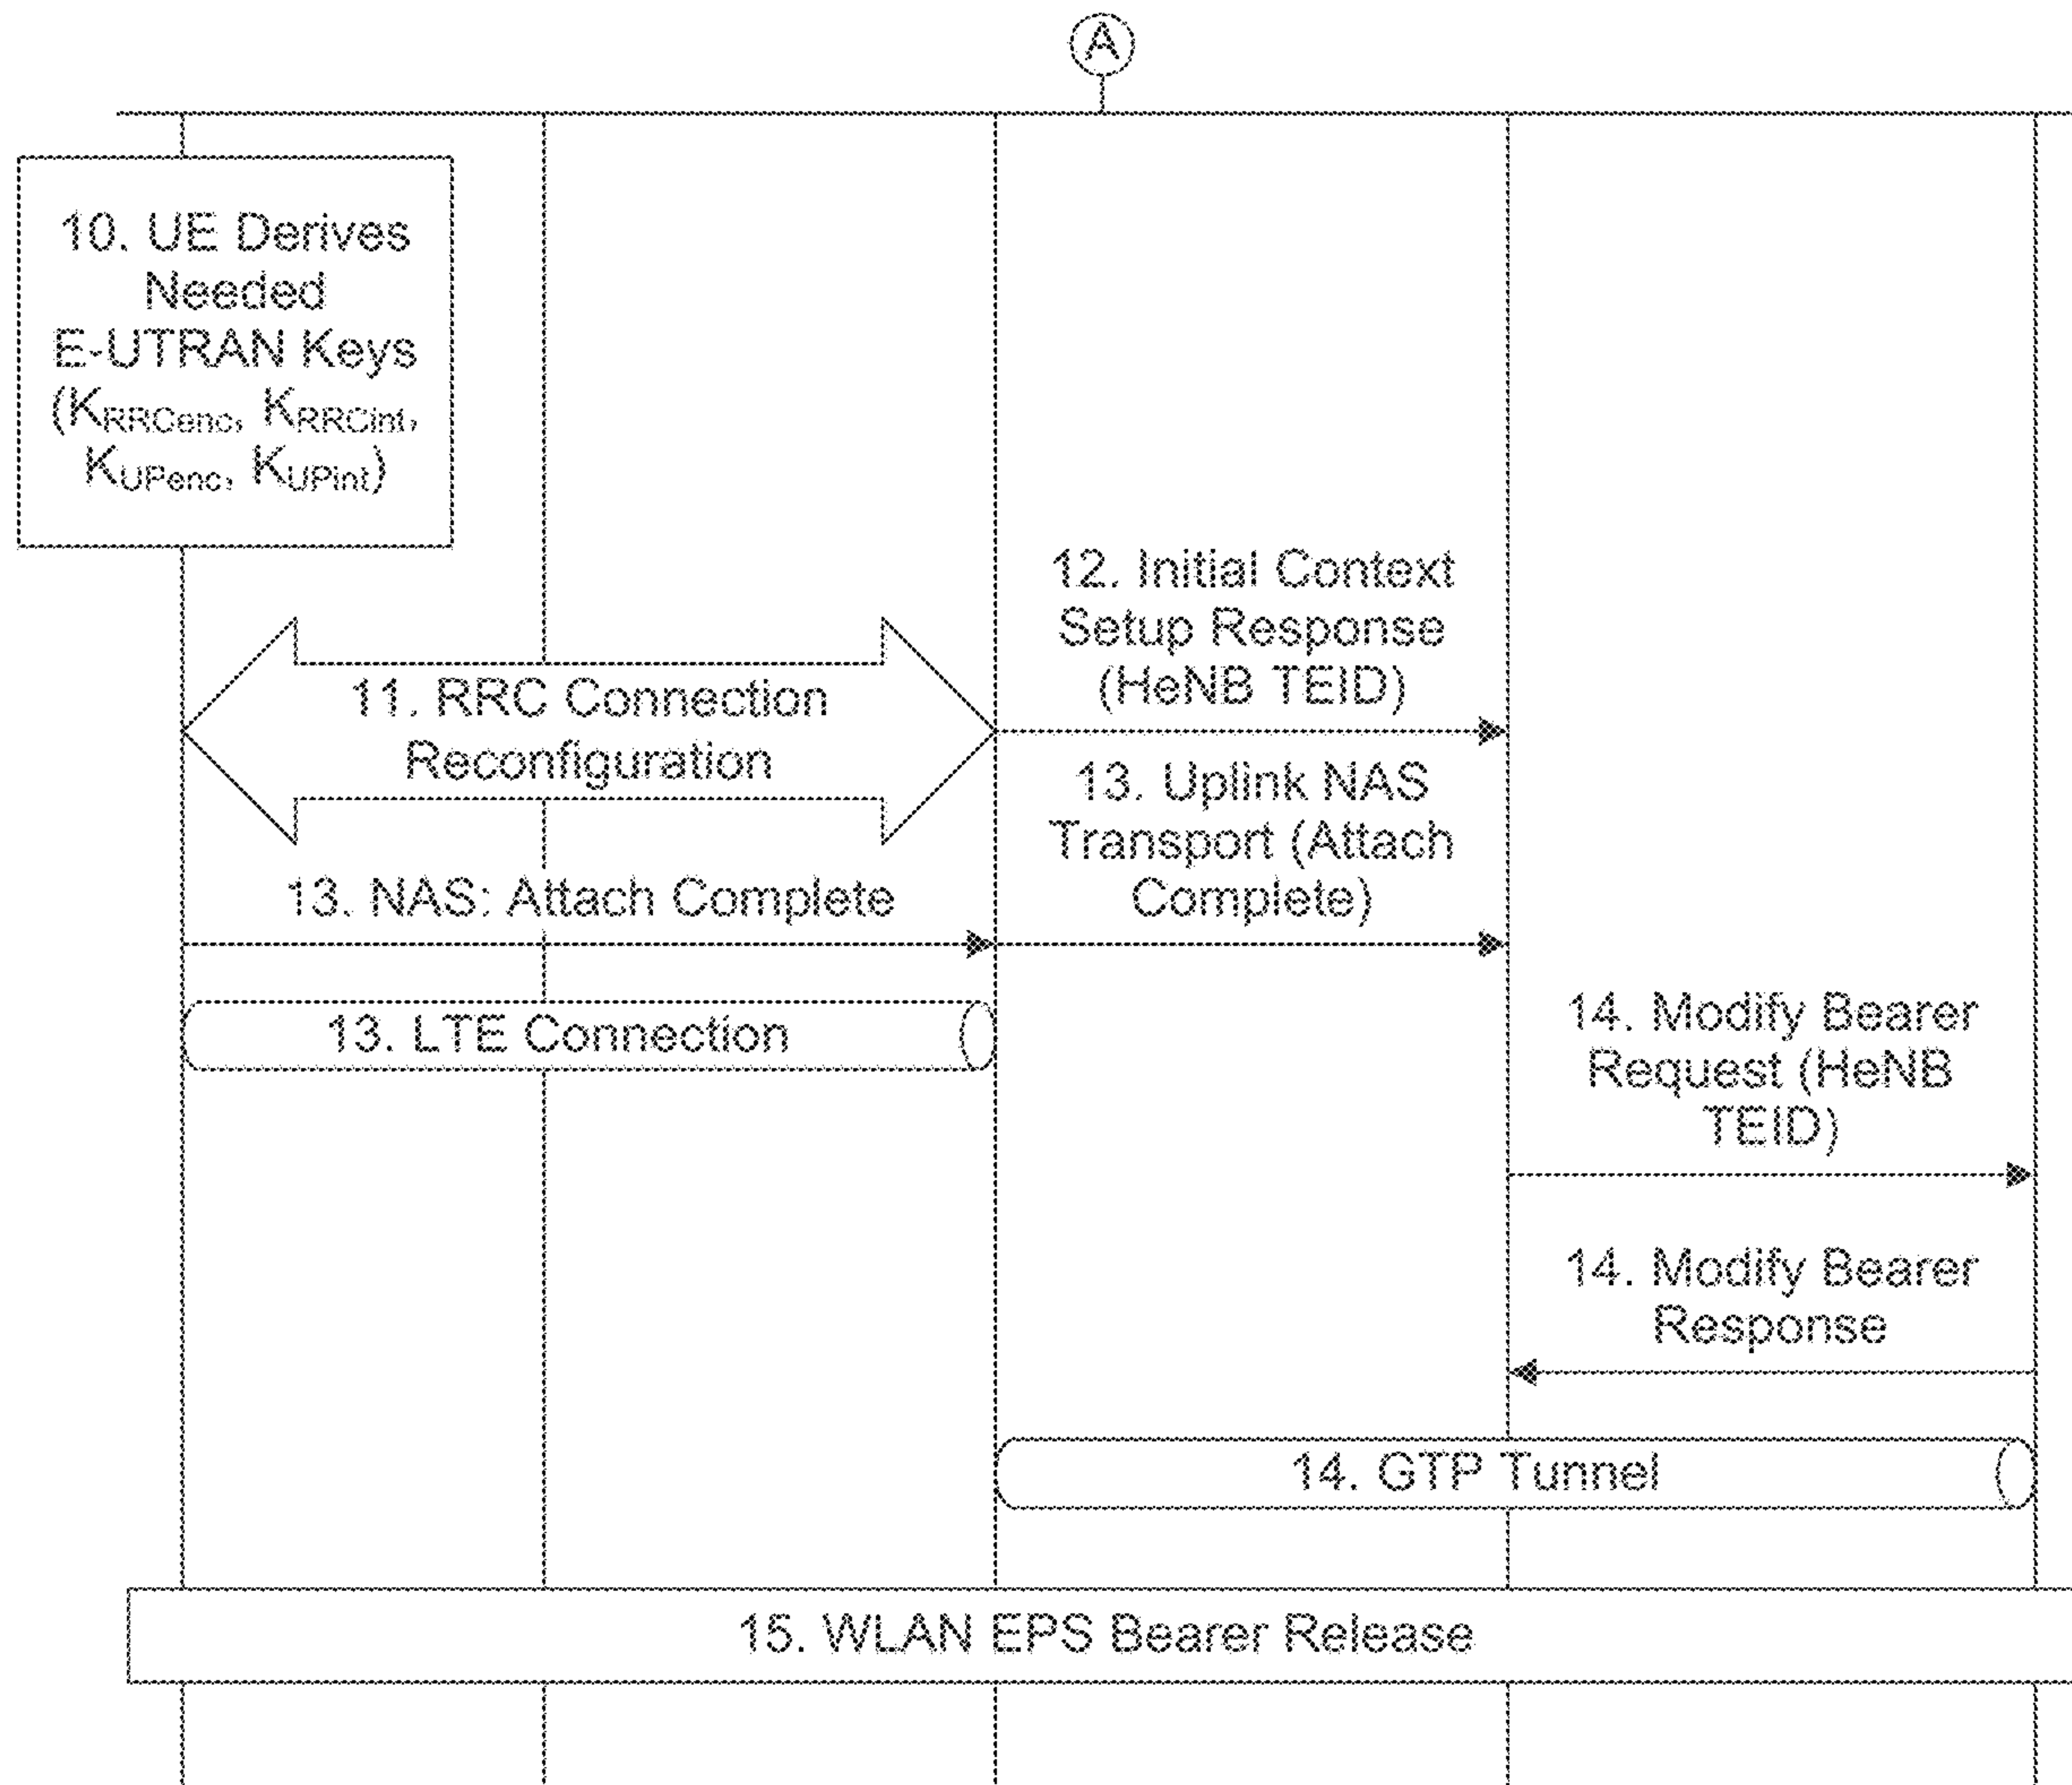 A
10. UE Derives
Needed
E-UTRAN Keys
(KRRCenc, KRRCint,
KUPenc, KUPint)
12. Initial Context
Setup Response
(HeNB TEID)
11. RRC Connection
Reconfiguration
13. Uplink NAS
Transport (Attach
Complete)
13. NAS: Attach Complete
13. LTE Connection
14. Modify Bearer
Request (HeNB
TEID)
14. Modify Bearer
Response
14. GTP Tunnel
15. WLAN EPS Bearer Release